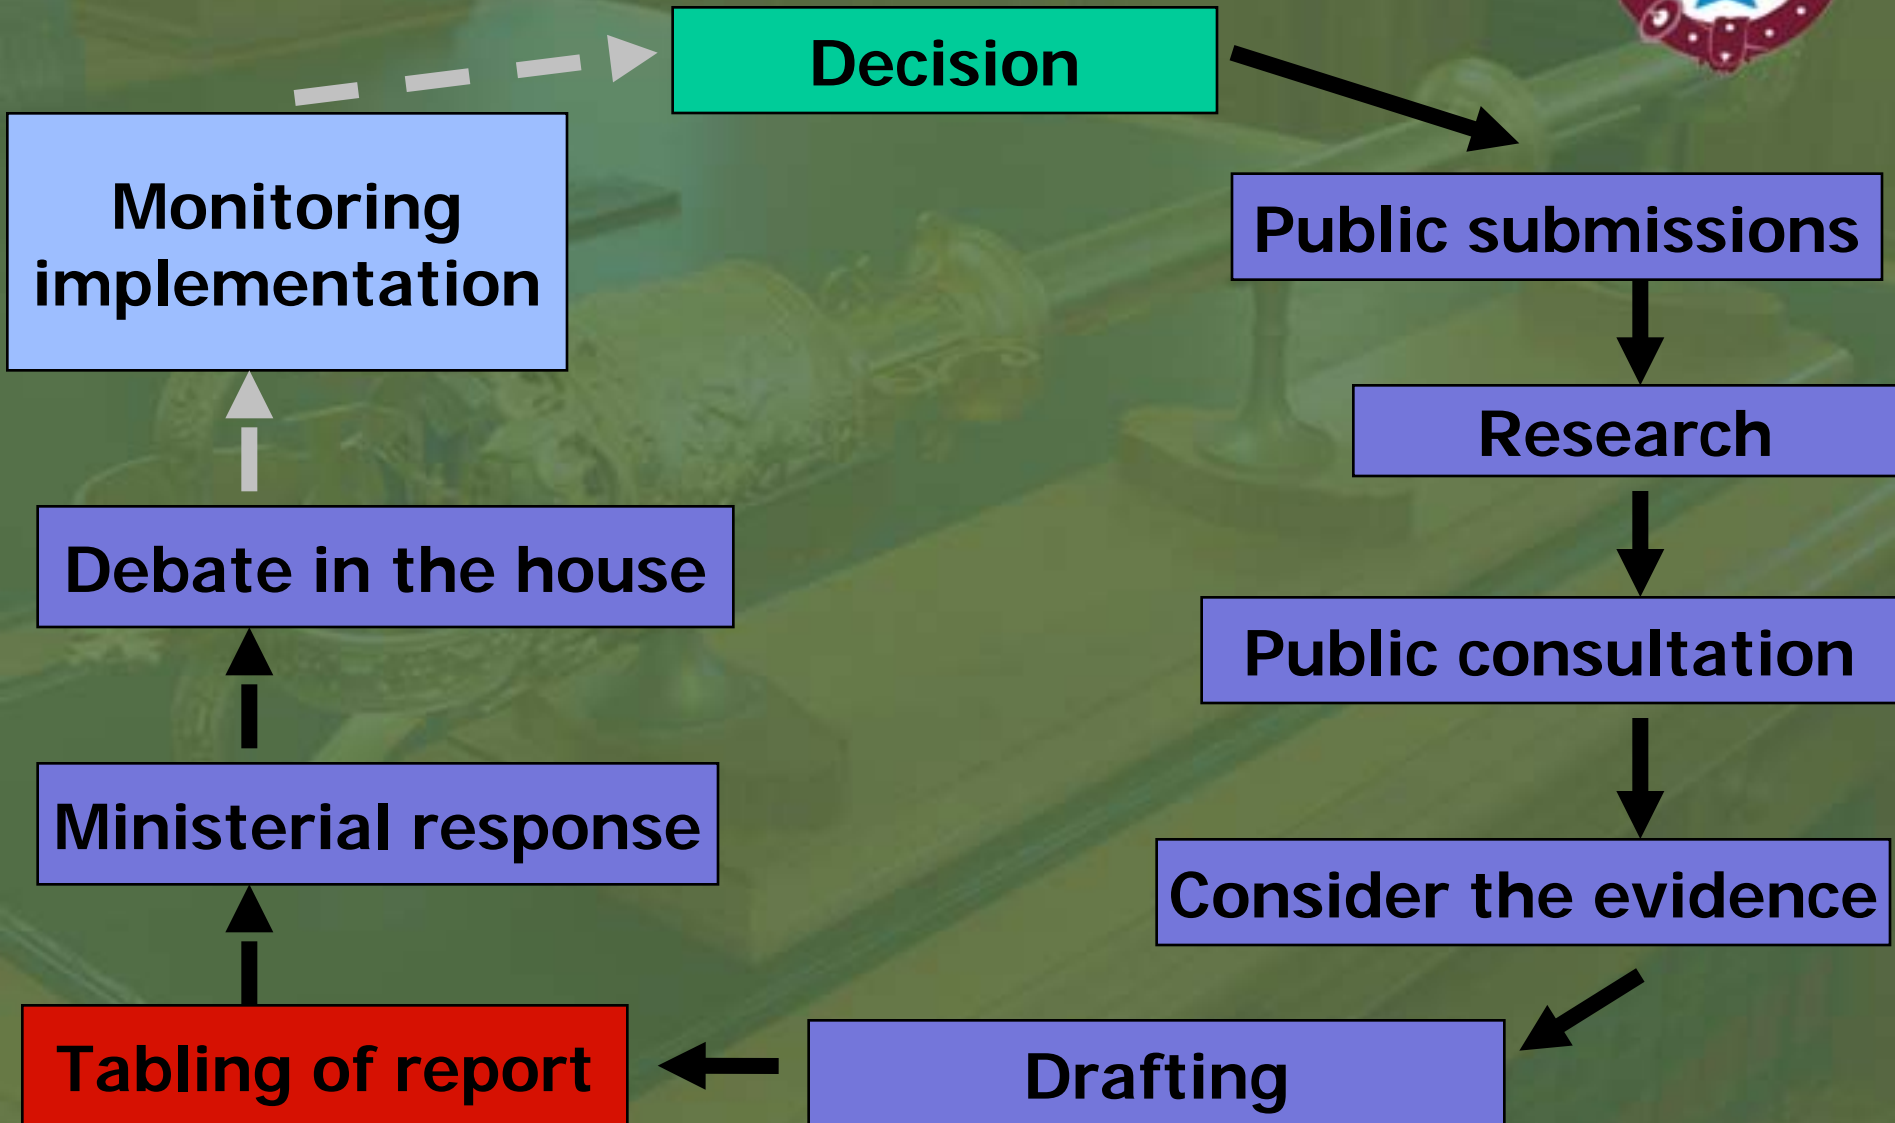 Decision
Public submissions
Research
Public consultation
Consider the evidence
Drafting
Tabling of report
Ministerial response
Debate in the house
Monitoring
implementation